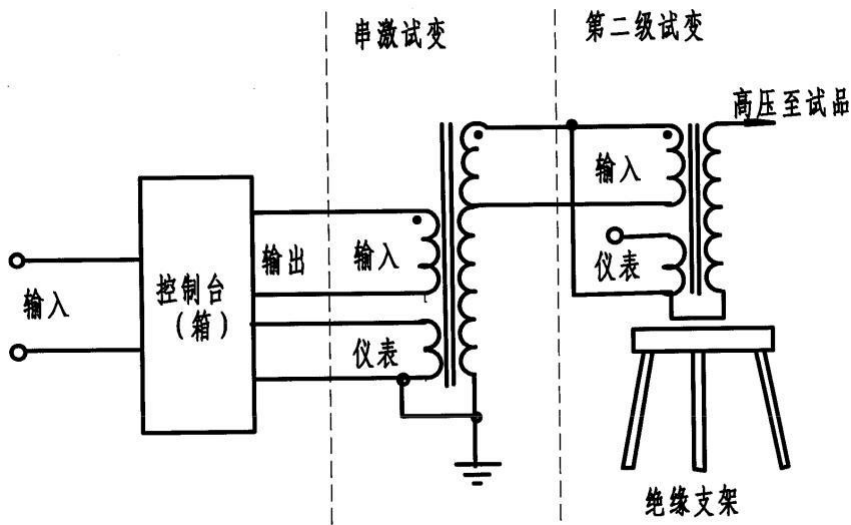 串激试变
第二级试变
高压至试品
输入
控制台
（箱）
输出
输入
仪表
输入
仪表
绝缘支架